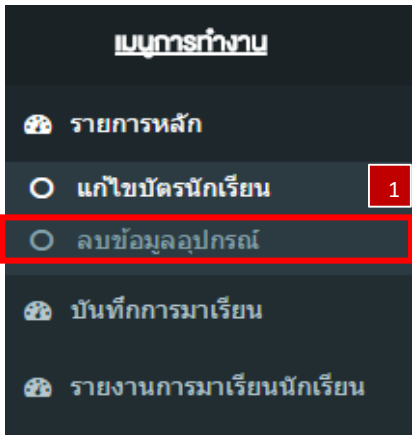 เมนูการทำงาน
รายการหลัก
แก้ไขบัตรนักเรียน 1
ลบข้อมูลอุปกรณ์
บันทึกการมาเรียน
รายงานการมาเรียนนักเรียน